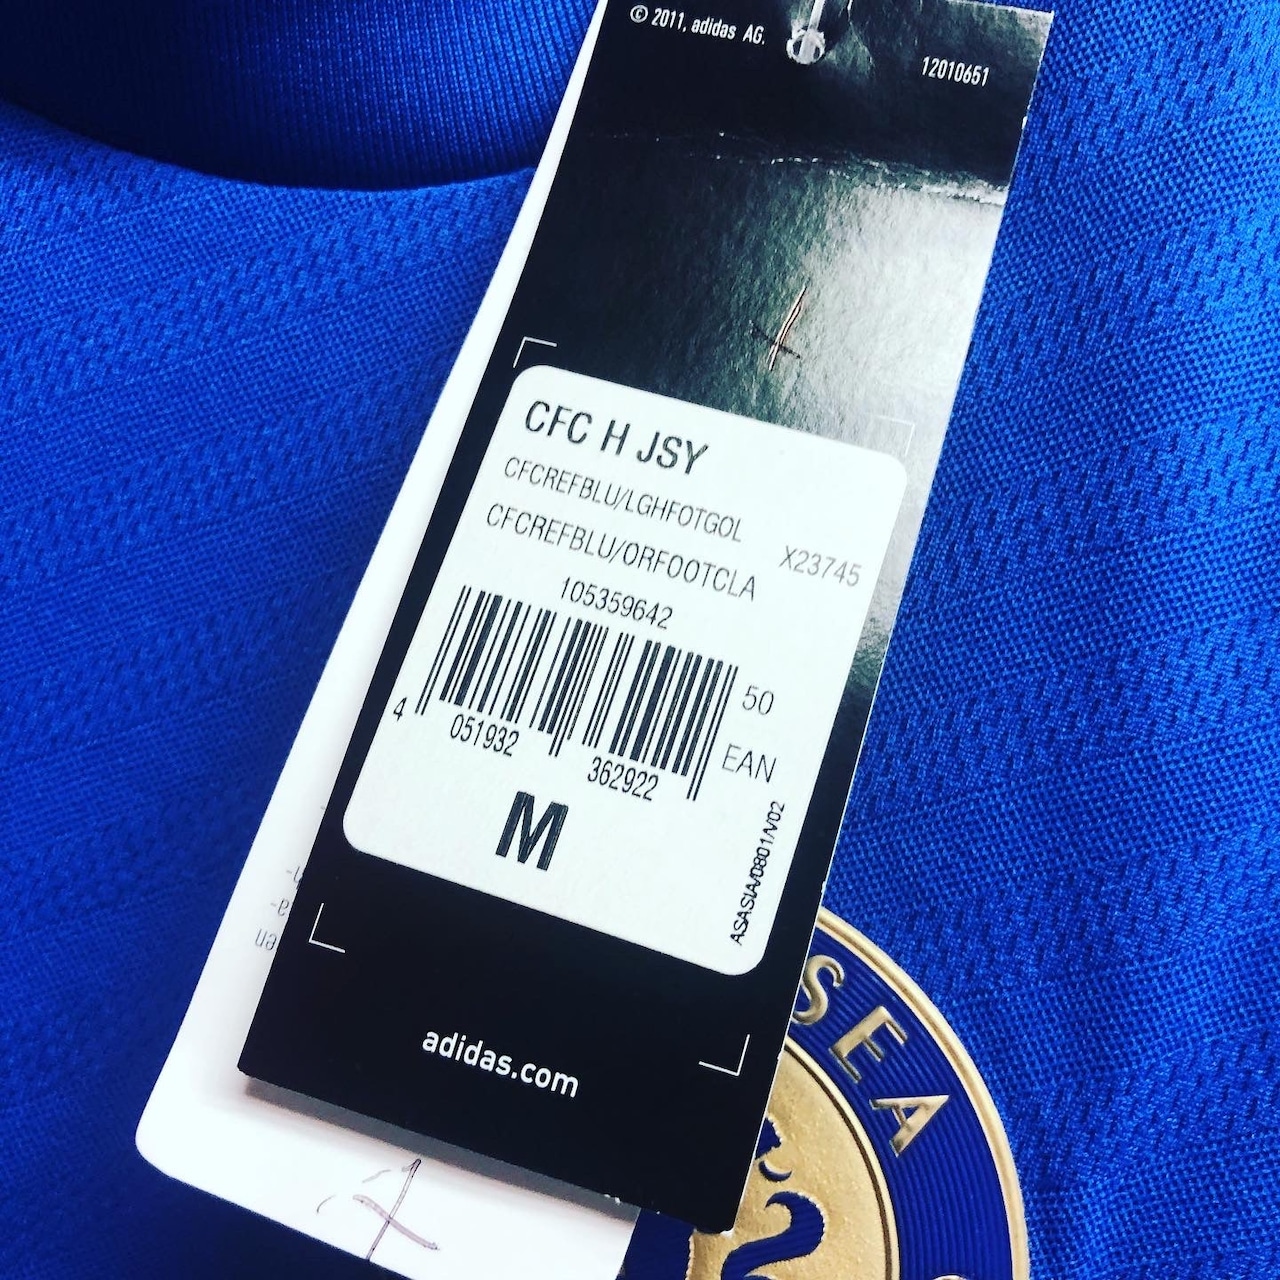 © 2011, adidas AG.
12010651
CFC H JSY
CFCREFBLU/LGHFOTGOL
CFCREFBLU/ORFOOTCLA
X23745
105359642
50
4
051932
362922
EAN
M
ASASIA/0801/V02
adidas.com
SEA